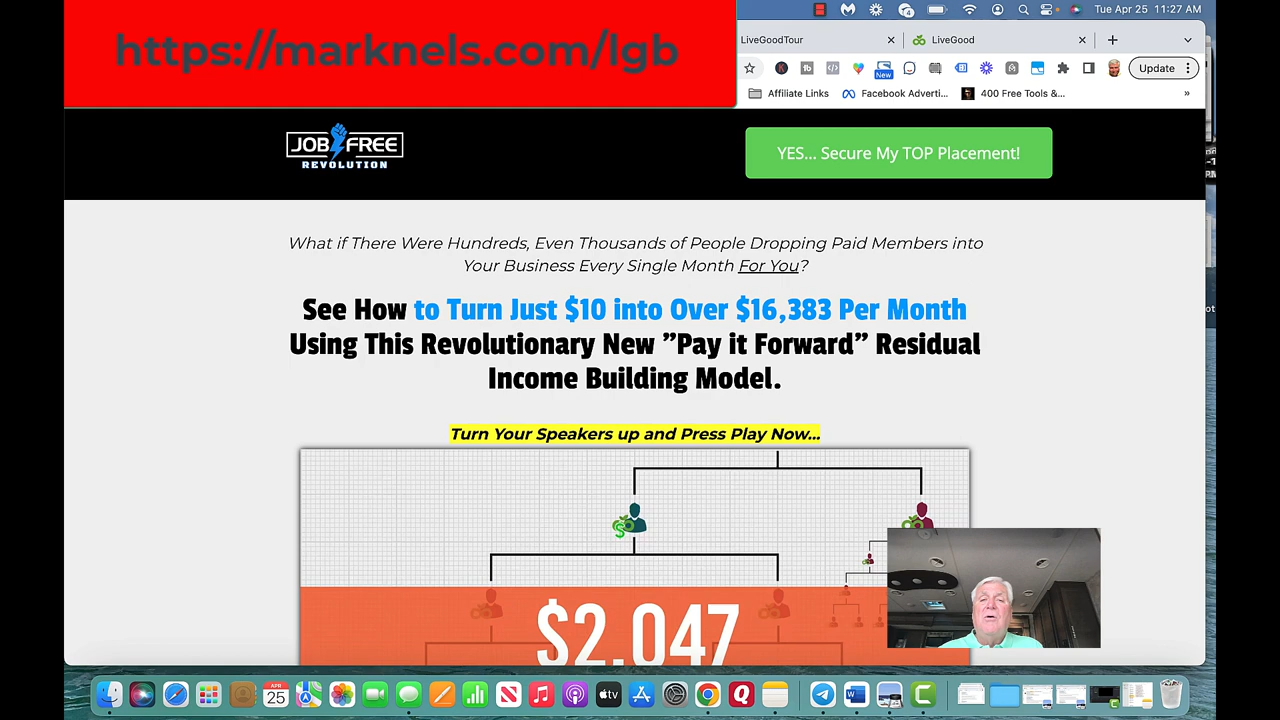 https://marknels.com/lgb
Tue Apr 25 11:27 AM
LiveGoodTour
LiveGood
New
Update
Affiliate Links
Facebook Adverti...
400 Free Tools &...
»
JOB FREE
REVOLUTION
YES... Secure My TOP Placement!
What if There Were Hundreds, Even Thousands of People Dropping Paid Members into
Your Business Every Single Month For You?
See How to Turn Just $10 into Over $16,383 Per Month
Using This Revolutionary New "Pay it Forward” Residual
Income Building Model.
Turn Your Speakers up and Press Play Now...
$2,047
APR
25
tv